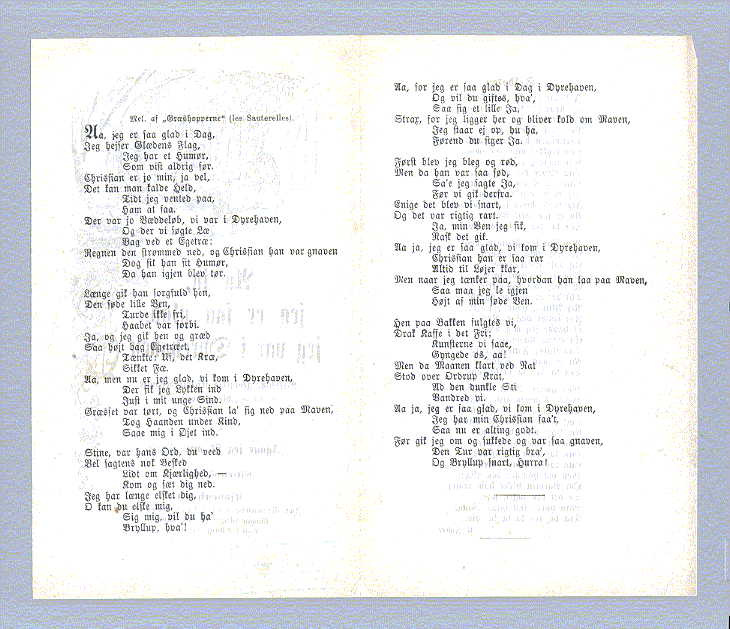 Mel. af „Græshopperne“ (les Sauterelles).
Aa, jeg er saa glad i Dag,
Jeg hejser Glædens Flag,
Jeg har et Humør,
Som vist aldrig før.
Christian er jo min, ja vel,
Det kan man kalde Held,
Tidt jeg vented paa,
Ham at faa.
Der var jo Væddeløb, vi var i Dyrehaven,
Og der vi søgte Læ
Bag ved et Egetræ;
Regnen den strømmed ned, og Christian han var gnaven
Dog fik han sit Humør,
Da han igjen blev tør.
Længe gik han sorgfuld hen,
Den søde lille Ven,
Turde ikke fri,
Haabet var forbi.
Ja, og jeg gik hen og græd
Saa højt bag Egetræet,
Tænkte: Uf, det Kræ,
Sikket Fæ.
Aa, men nu er jeg glad, vi kom i Dyrehaven,
Der fik jeg Lykken ind
Just i mit unge Sind.
Græsset var tørt, og Christian la' sig ned paa Maven,
Tog Haanden under Kind,
Saae mig i Øjet ind.
Stine, var hans Ord, du veed
Vel sagtens nok Besked
Lidt om Kjærlighed, —
Kom og sæt dig ned.
Jeg har længe elsket dig,
O kan du elske mig,
Sig mig, vil du ha'
Bryllup, hva'!
Aa, for jeg er saa glad i Dag i Dyrehaven,
Og vil du giftes, hva',
Saa sig et lille Ja,
Strax, for jeg ligger her og bliver kold om Maven,
Jeg staar ej op, hu ha,
Førend du siger Ja.
Først blev jeg bleg og rød,
Men da han var saa sød,
Sa'e jeg sagte Ja,
Før vi gik derfra.
Enige det blev vi snart,
Og det var rigtig rart.
Ja, min Ven jeg fik,
Rask det gik.
Aa ja, jeg er saa glad, vi kom i Dyrehaven,
Christian han er saa rar
Altid til Løjer klar,
Men naar jeg tænker paa, hvordan han laa paa Maven,
Saa maa jeg le igjen
Højt af min søde Ven.
Hen paa Bakken fulgtes vi,
Drak Kaffe i det Fri;
Kunsterne vi saae,
Gyngede os, aa!
Men da Maanen klart ved Nat
Stod over Ordrup Krat,
Ad den dunkle Sti
Vandred vi.
Aa ja, jeg er saa glad, vi kom i Dyrehaven,
Jeg har min Christian faa't,
Saa nu er alting godt.
Før gik jeg om og sukkede og var saa gnaven,
Den Tur var rigtig bra',
Og Bryllup snart, Hurra!